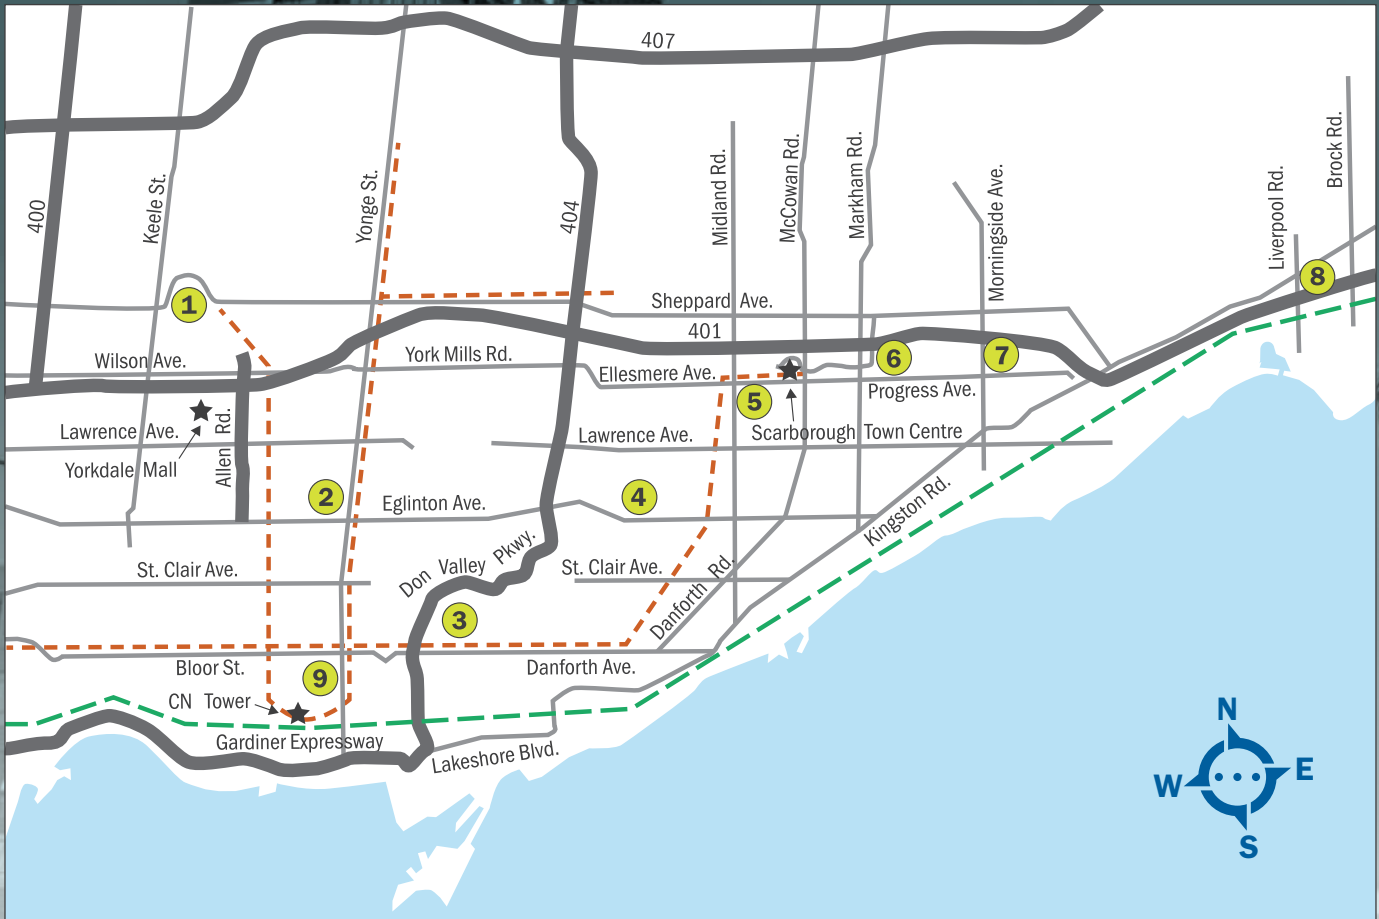 407
400
Keele St.
Yonge St.
404
Midland Rd.
McCowan Rd.
Markham Rd.
Morningside Ave.
Liverpool Rd.
Brock Rd.
8
1
Sheppard Ave.
401
Wilson Ave.
York Mills Rd.
Ellesmere Ave.
6
7
Progress Ave.
5
Lawrence Ave.
Yorkdale Mall
Allen Rd.
Lawrence Ave.
Scarborough Town Centre
2
Eglinton Ave.
4
Kingston Rd.
St. Clair Ave.
Don Valley Pkwy.
St. Clair Ave.
Danforth Rd.
3
Bloor St.
9
Danforth Ave.
CN Tower
Gardiner Expressway
Lakeshore Blvd.
N
W
E
S